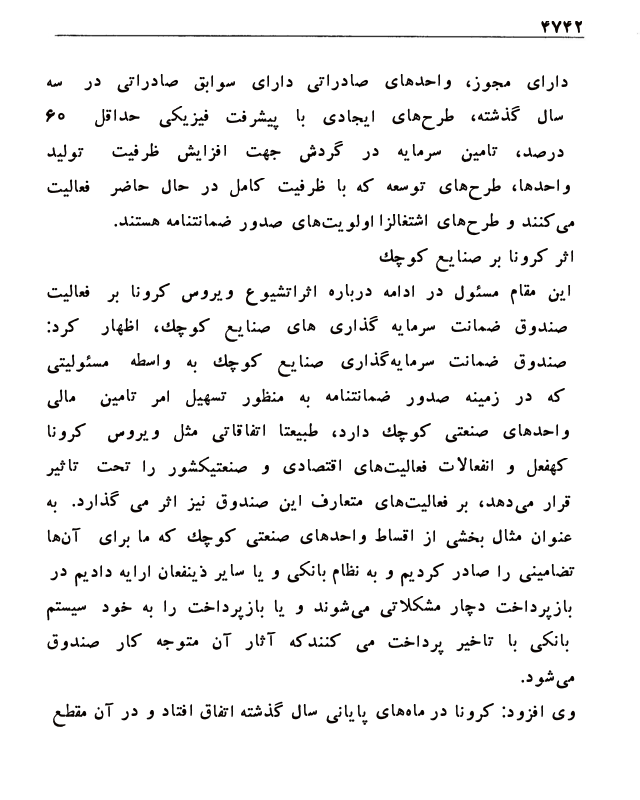 ۴۷۴۲
دارای مجوز، واحدهای صادراتی دارای سوابق صادراتی در سه
سال گذشته، طرح‌های ایجادی با پیشرفت فیزیکی حداقل ۶۰
درصد، تامین سرمایه در گردش جهت افزایش ظرفیت تولید
واحدها، طرح‌های توسعه که با ظرفیت کامل در حال حاضر فعالیت
می‌کنند و طرح‌های اشتغالزا اولویت‌های صدور ضمانتنامه هستند.
اثر کرونا بر صنایع کوچك
این مقام مسئول در ادامه درباره اثراتشیوع ویروس کرونا بر فعالیت
صندوق ضمانت سرمایه گذاری های صنایع کوچك، اظهار کرد:
صندوق ضمانت سرمایه‌گذاری صنایع کوچك به واسطه مسئولیتی
که در زمینه صدور ضمانتنامه به منظور تسهیل امر تامین مالی
واحدهای صنعتی کوچك دارد، طبیعتا اتفاقاتی مثل ویروس کرونا
کهفعل و انفعالات فعالیت‌های اقتصادی و صنعتیکشور را تحت تاثیر
قرار می‌دهد، بر فعالیت‌های متعارف این صندوق نیز اثر می گذارد. به
عنوان مثال بخشی از اقساط واحدهای صنعتی کوچك که ما برای آن‌ها
تضامینی را صادر کردیم و به نظام بانکی و یا سایر ذینفعان ارایه دادیم در
بازپرداخت دچار مشکلاتی می‌شوند و یا بازپرداخت را به خود سیستم
بانکی با تاخیر پرداخت می کنندکه آثار آن متوجه کار صندوق
می‌شود.
وی افزود: کرونا در ماه‌های پایانی سال گذشته اتفاق افتاد و در آن مقطع